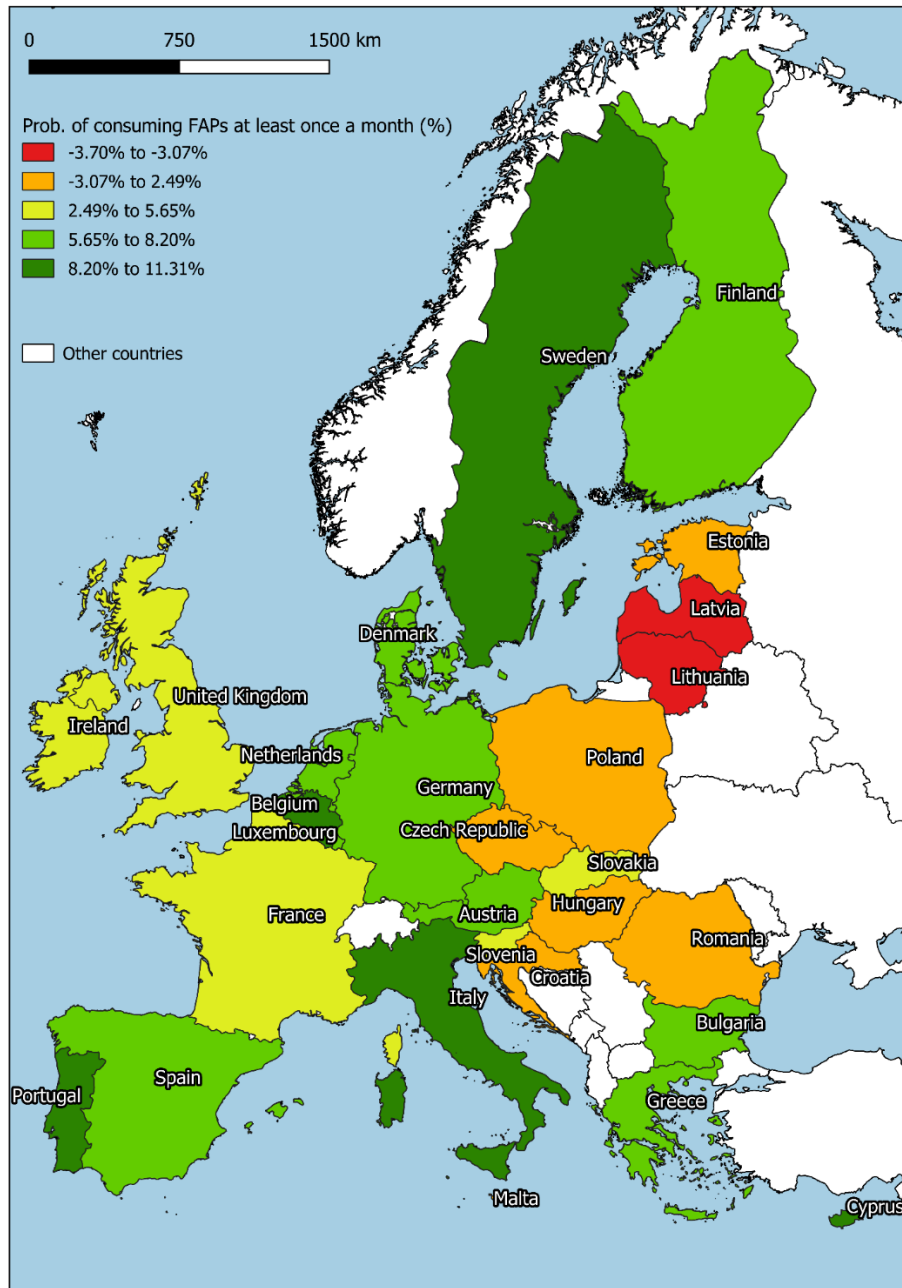 0 750 1500 km
Prob. of consuming FAPs at least once a month (%)
-3.70% to -3.07%
-3.07% to 2.49%
2.49% to 5.65%
5.65% to 8.20%
8.20% to 11.31%
Other countries
Finland
Sweden
Estonia
Latvia
Denmark
Lithuania
United Kingdom
Ireland
Netherlands
Poland
Germany
Belgium
Luxembourg
Czech Republic
Slovakia
Hungary
France
Austria
Romania
Slovenia
Croatia
Italy
Bulgaria
Spain
Portugal
Greece
Malta
Cyprus